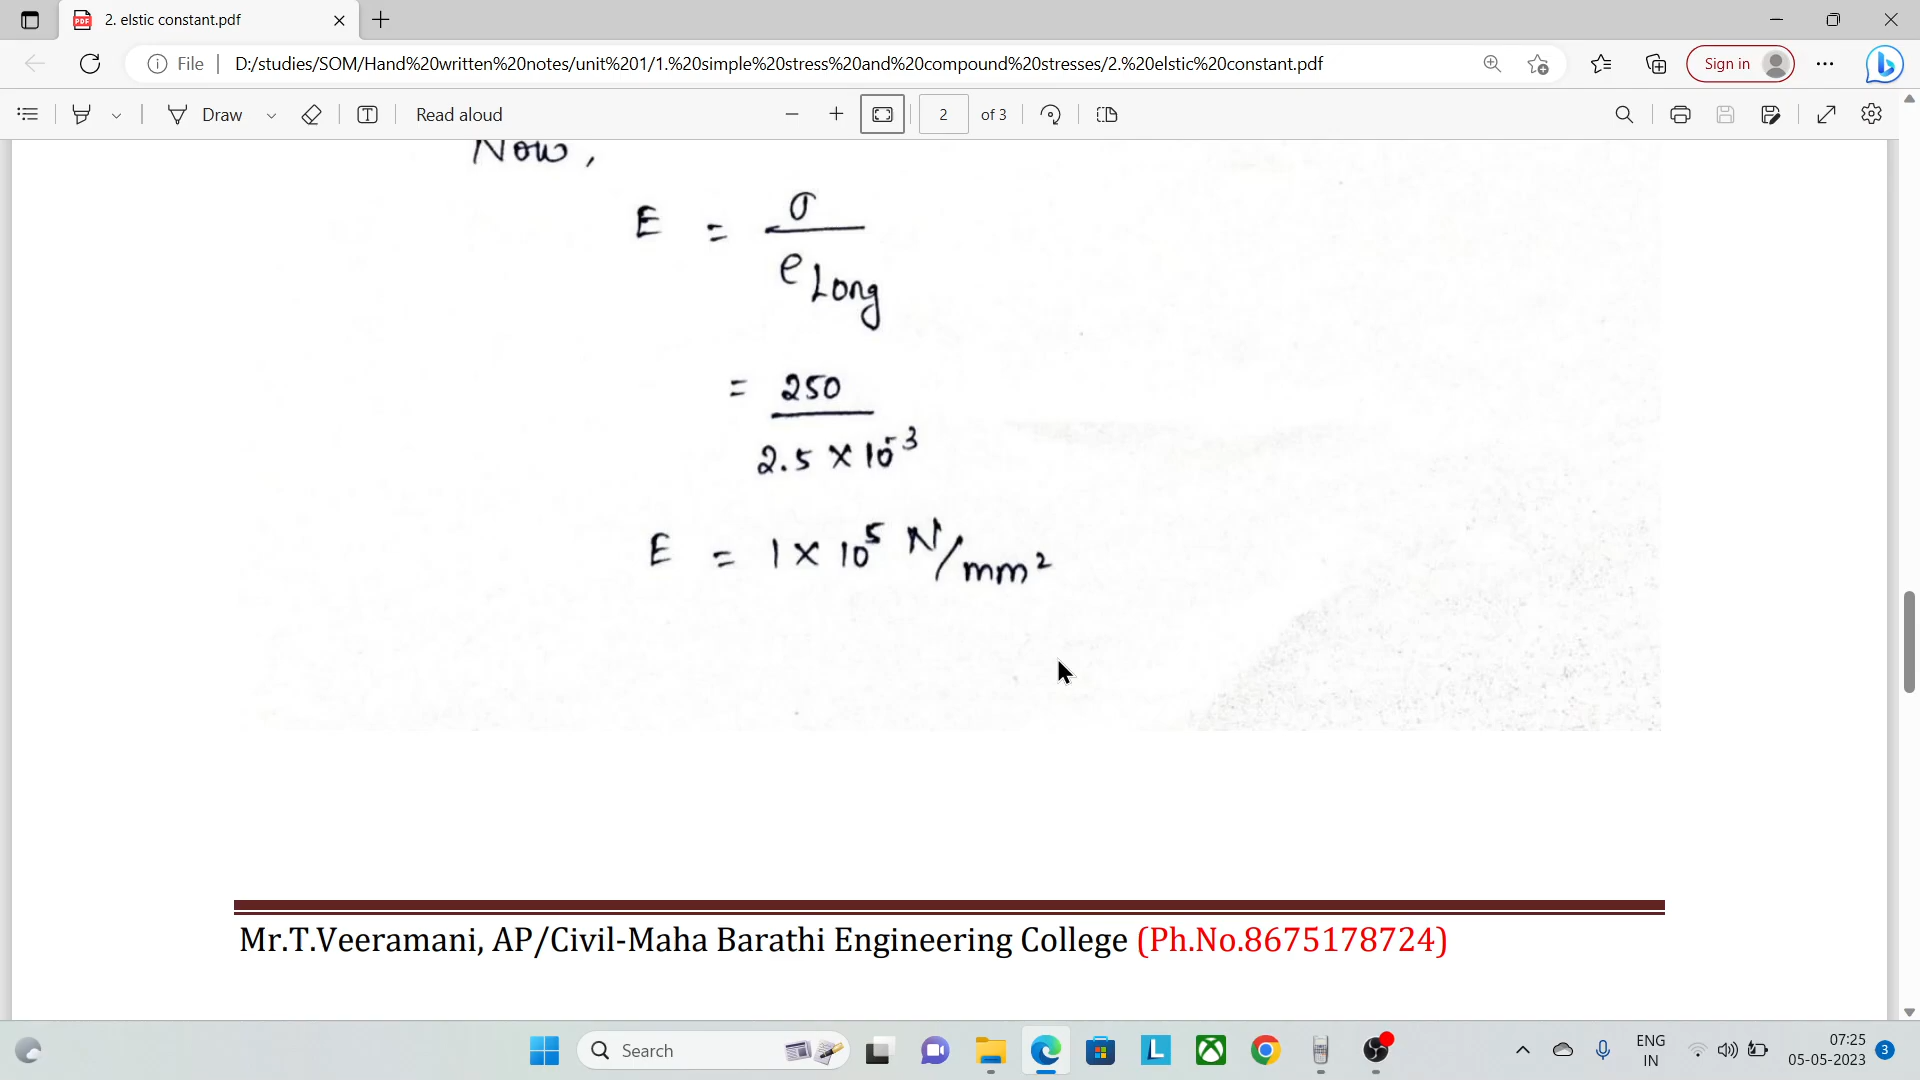 2. elstic constant.pdf
File D:/studies/SOM/Hand%20written%20notes/unit%201/1.%20simple%20stress%20and%20compound%20stresses/2.%20elstic%20constant.pdf
Sign in
Draw
Read aloud
2 of 3
Now,
E = σ
e Long
= 250
2.5 × 10⁻³
E = 1 × 10⁵ N/mm²
Mr.T.Veeramani, AP/Civil-Maha Barathi Engineering College (Ph.No.8675178724)
Search
ENG
IN
07:25
05-05-2023
3